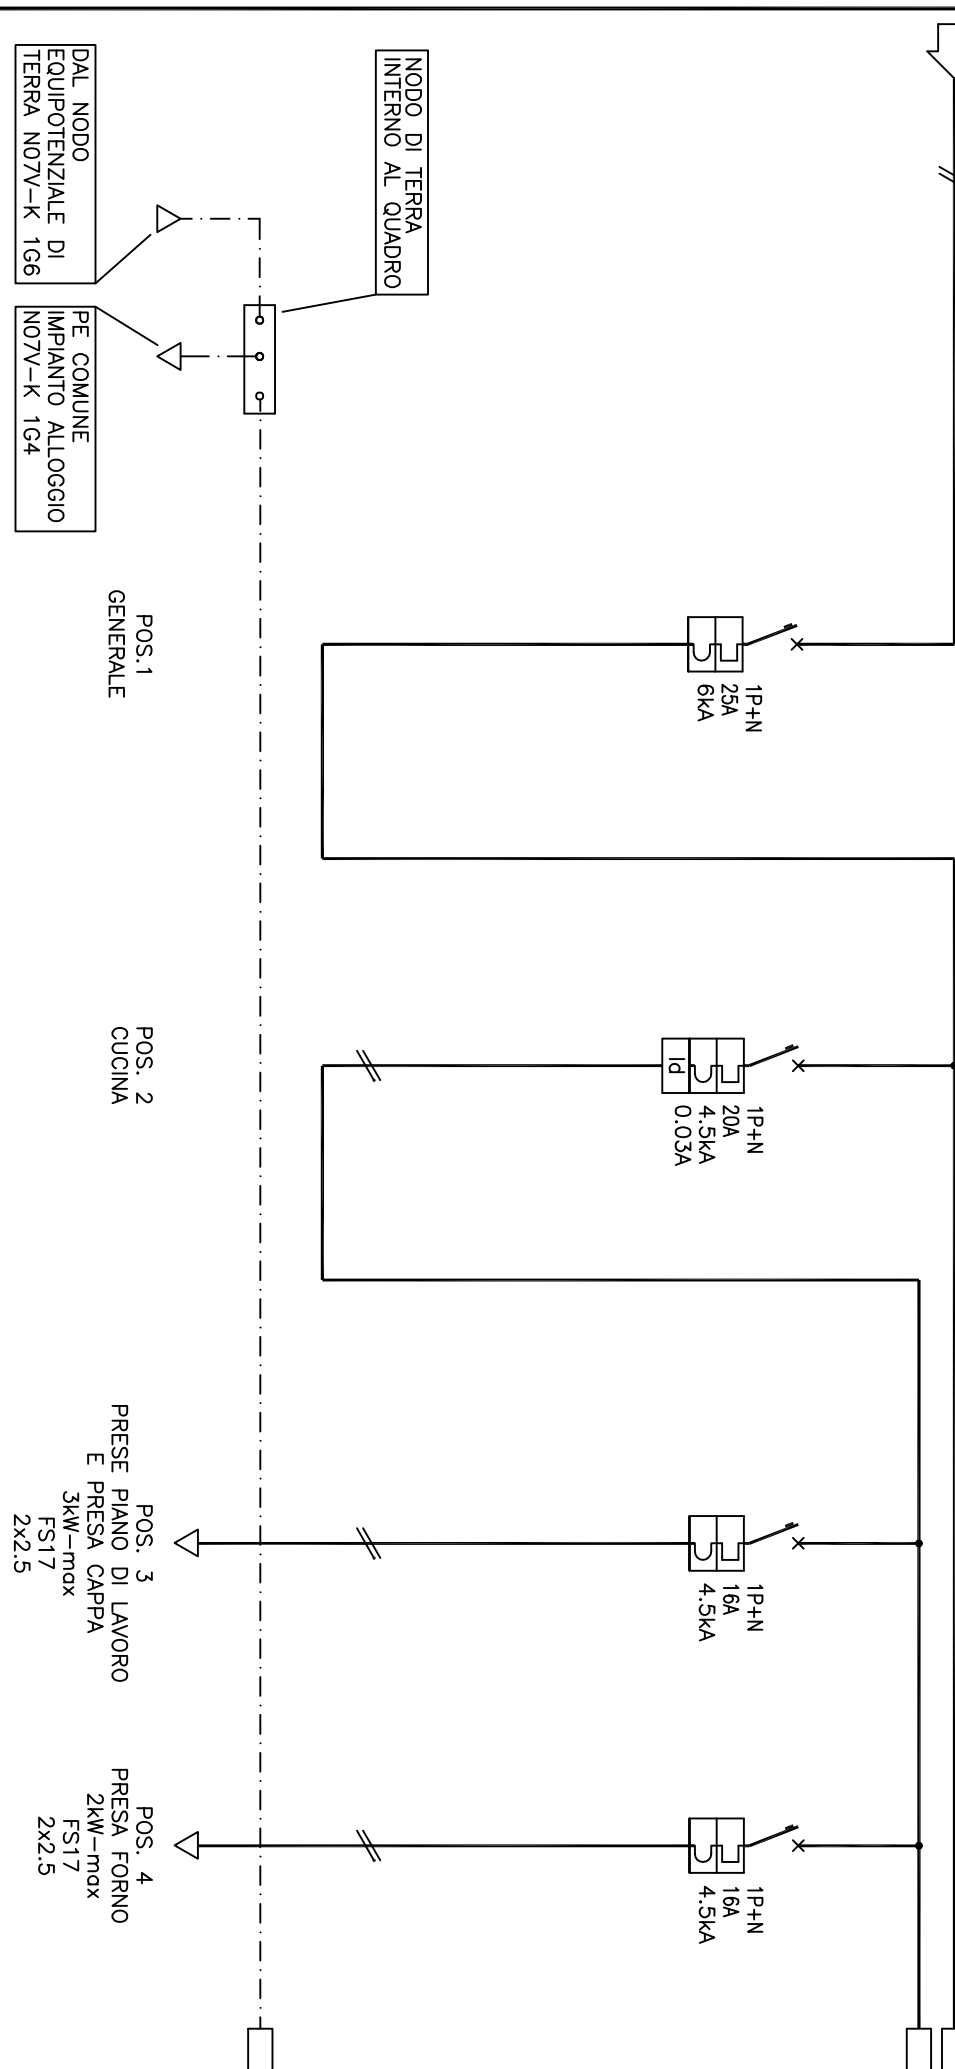 NODO DI TERRA
INTERNO AL QUADRO
DAL NODO
EQUIPOTENZIALE DI
TERRA N07V-K 1G6
PE COMUNE
IMPIANTO ALLOGGIO
N07V-K 1G4
1P+N
25A
6kA
POS.1
GENERALE
1P+N
20A
4.5kA
0.03A
Id
POS. 2
CUCINA
1P+N
16A
4.5kA
POS. 3
PRESE PIANO DI LAVORO
E PRESA CAPPA
3kW-max
FS17
2x2.5
1P+N
16A
4.5kA
POS. 4
PRESA FORNO
2kW-max
FS17
2x2.5